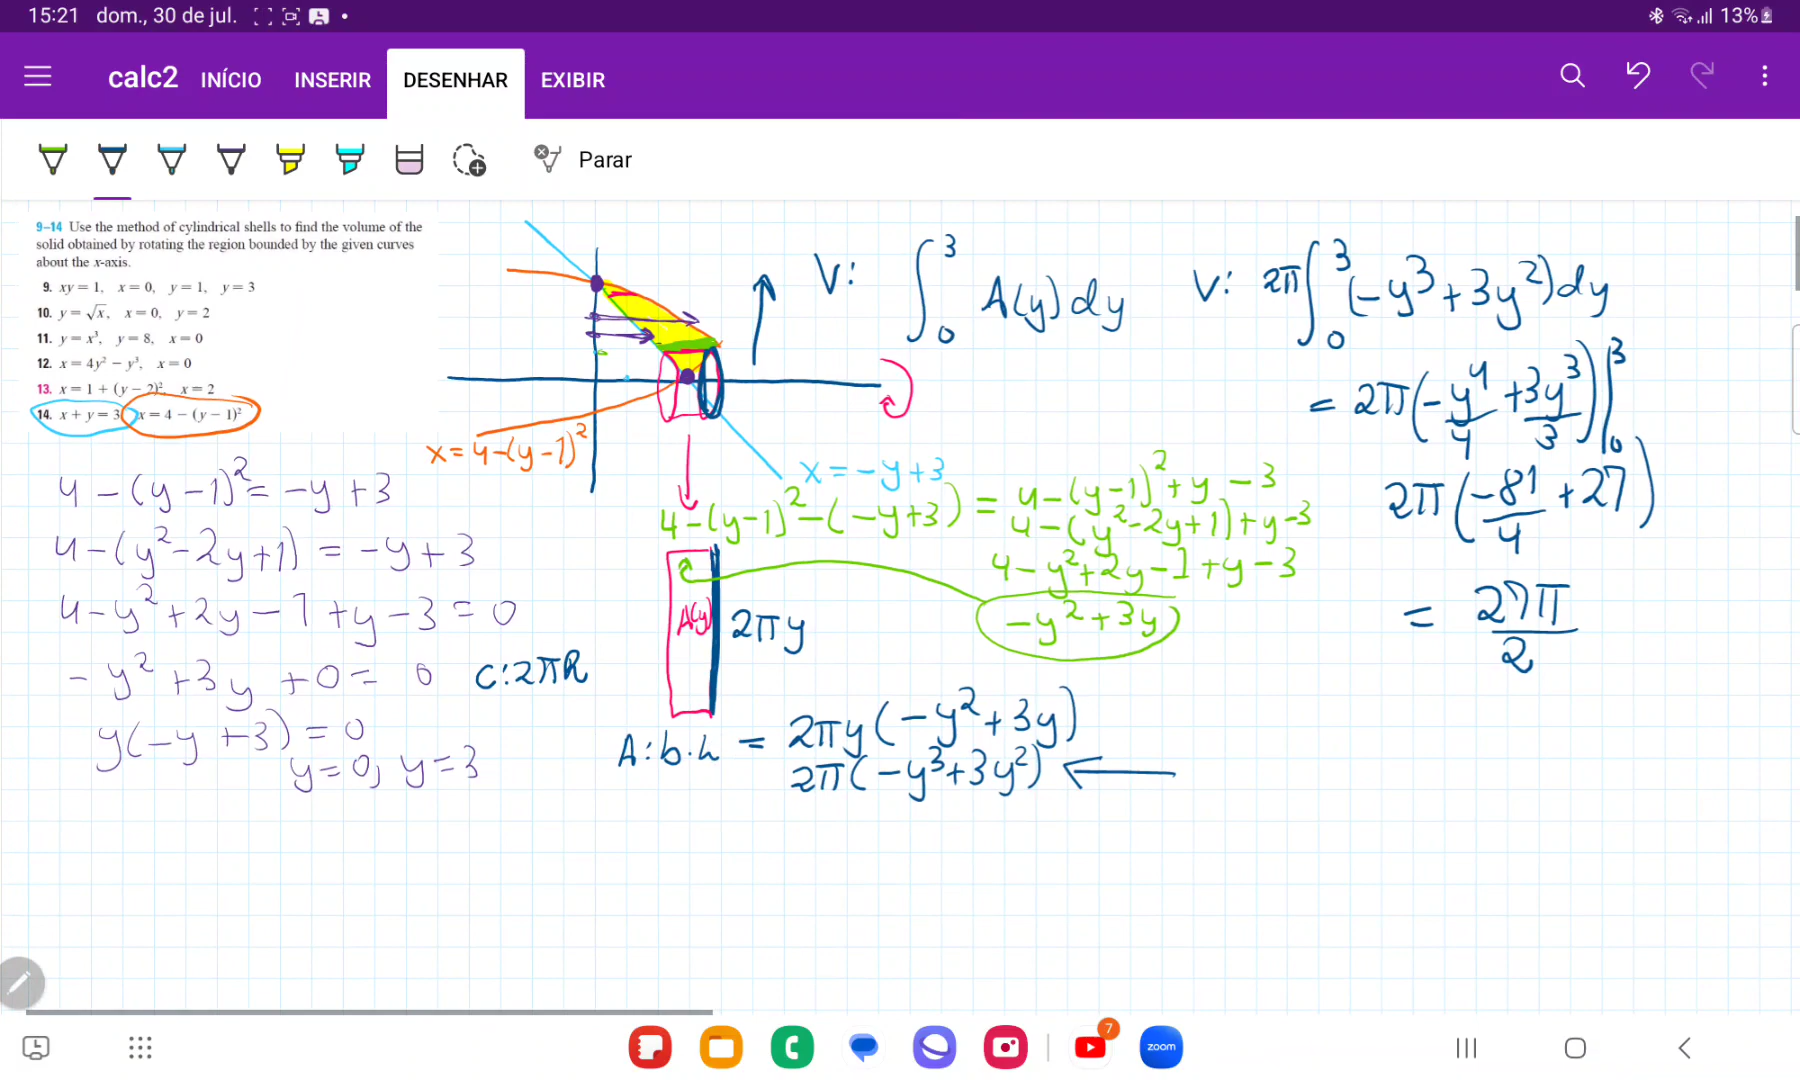 15:21 dom., 30 de jul. 13%
calc2 INÍCIO INSERIR DESENHAR EXIBIR
Parar
9–14 Use the method of cylindrical shells to find the volume of the
solid obtained by rotating the region bounded by the given curves
about the x-axis.
9. xy = 1, x = 0, y = 1, y = 3
10. y = √x, x = 0, y = 2
11. y = x³, y = 8, x = 0
12. x = 4y² − y³, x = 0
13. x = 1 + (y − 2)², x = 2
14. x + y = 3, x = 4 − (y − 1)²
x=4-(y-1)²
x=-y+3
4-(y-1)²=-y+3
4-(y²-2y+1)=-y+3
4-y²+2y-1+y-3=0
-y²+3y+0=0
y(-y+3)=0
y=0, y=3
C:2πR
4-(y-1)²-(-y+3)=4-(y-1)²+y-3
4-(y²-2y+1)+y-3
4-y²+2y-1+y-3
-y²+3y
A(y)
2πy
A:b.h = 2πy(-y²+3y)
2π(-y³+3y²)
V: ∫₀³ A(y)dy
V: 2π∫₀³(-y³+3y²)dy
=2π(-y⁴/4+3y³/3)|₀³
2π(-81/4+27)
=27π/2
7
zoom